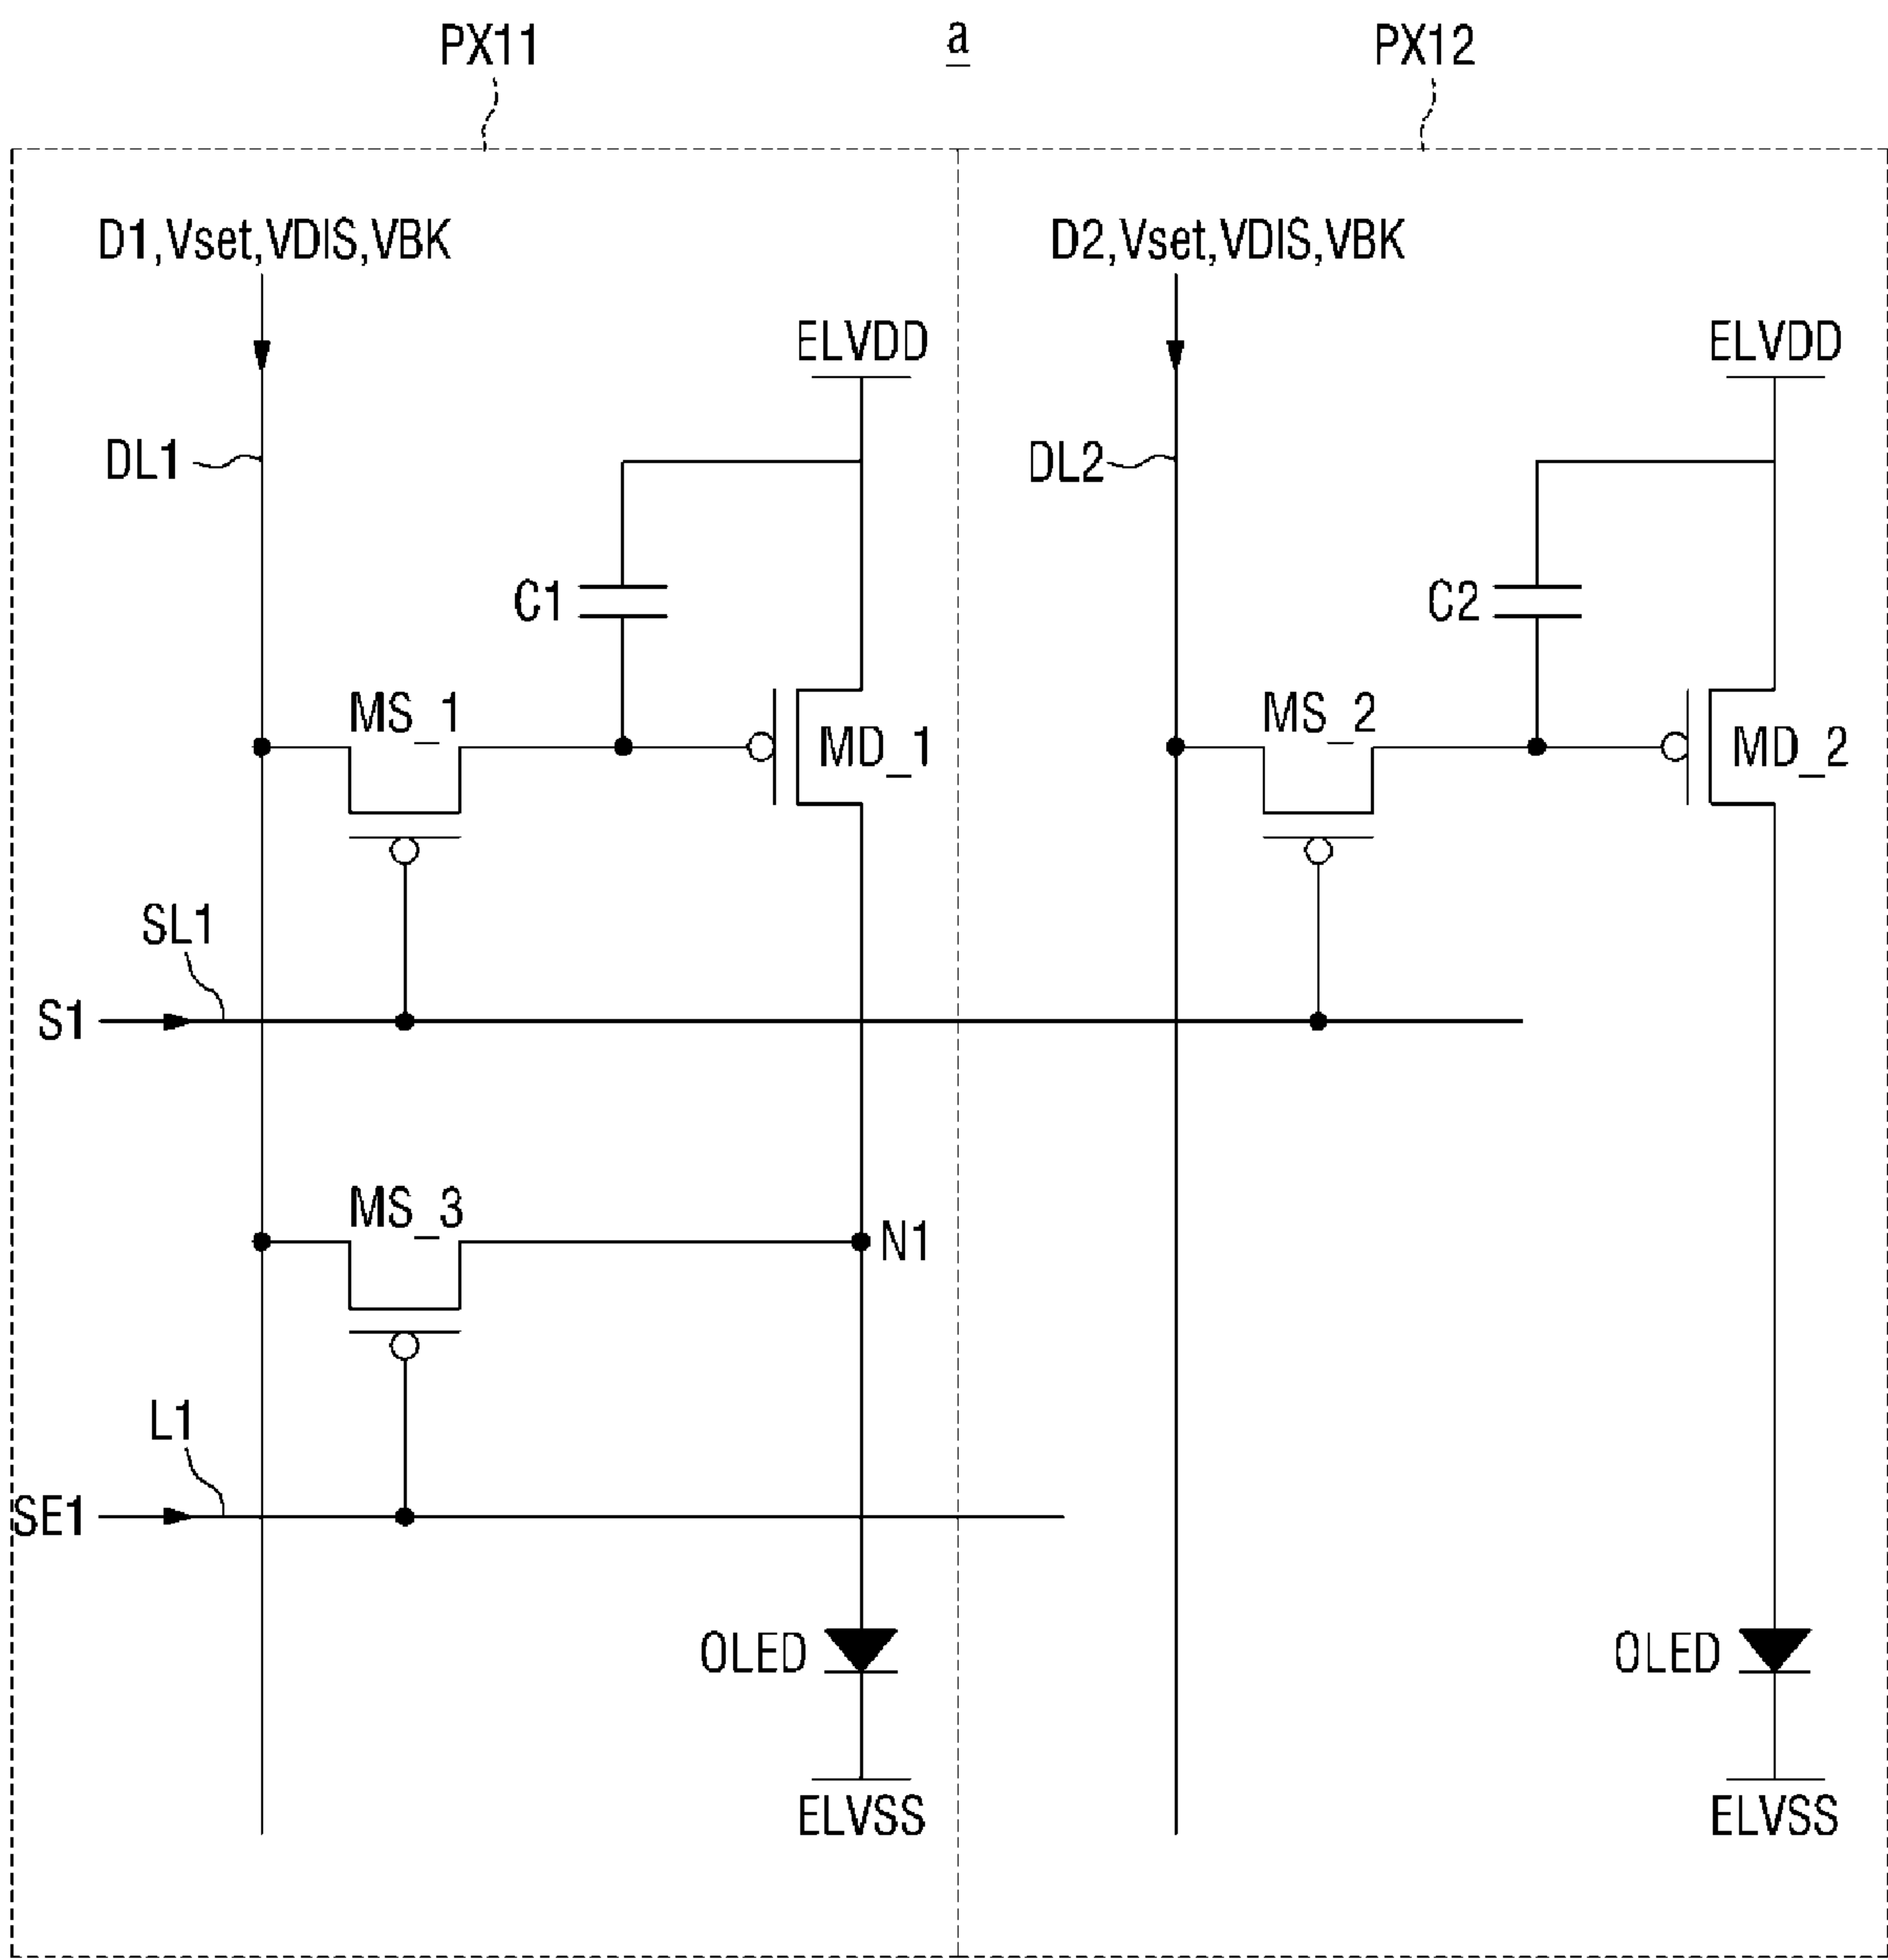 PX11
a
PX12
D1,Vset,VDIS,VBK
D2,Vset,VDIS,VBK
ELVDD
ELVDD
DL1
DL2
C1
C2
MS_1
MD_1
MS_2
MD_2
SL1
S1
MS_3
N1
L1
SE1
OLED
OLED
ELVSS
ELVSS